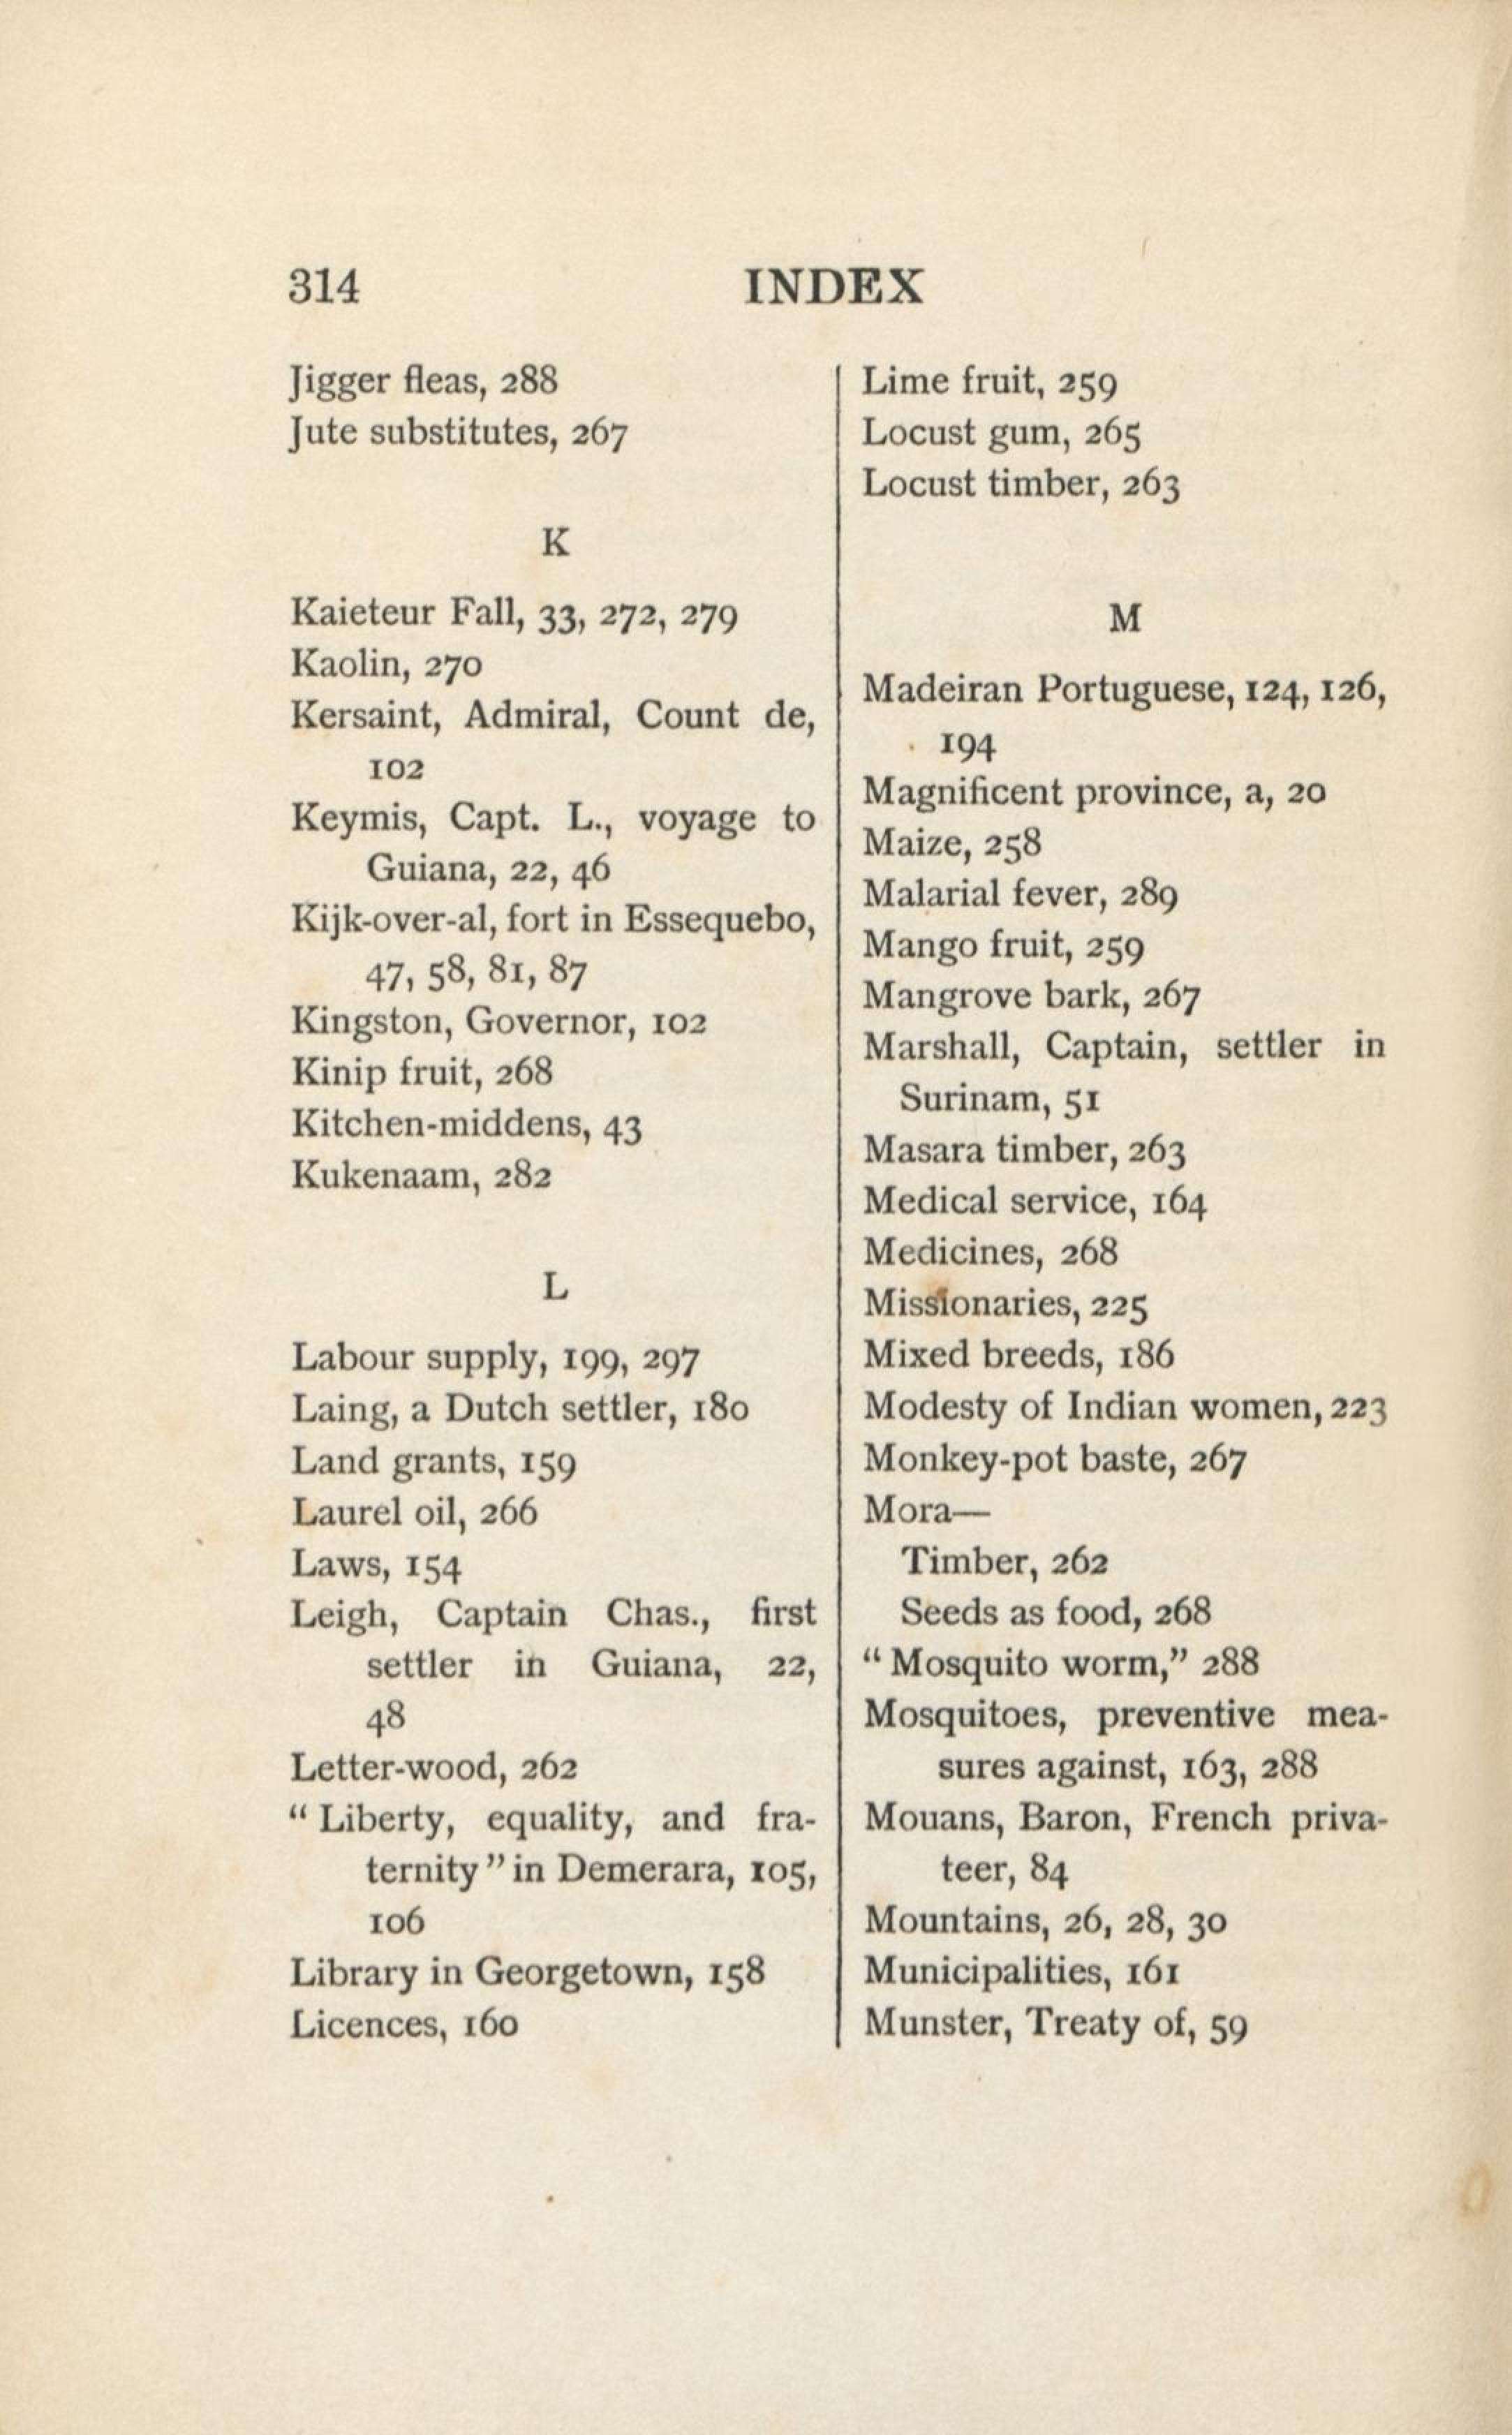 314 INDEX
Jigger fleas, 288
Jute substitutes, 267
K
Kaieteur Fall, 33, 272, 279
Kaolin, 270
Kersaint, Admiral, Count de,
102
Keymis, Capt. L., voyage to
Guiana, 22, 46
Kijk-over-al, fort in Essequebo,
47, 58, 81, 87
Kingston, Governor, 102
Kinip fruit, 268
Kitchen-middens, 43
Kukenaam, 282
L
Labour supply, 199, 297
Laing, a Dutch settler, 180
Land grants, 159
Laurel oil, 266
Laws, 154
Leigh, Captain Chas., first
settler in Guiana, 22,
48
Letter-wood, 262
“Liberty, equality, and fra-
ternity” in Demerara, 105,
106
Library in Georgetown, 158
Licences, 160
Lime fruit, 259
Locust gum, 265
Locust timber, 263
M
Madeiran Portuguese, 124, 126,
194
Magnificent province, a, 20
Maize, 258
Malarial fever, 289
Mango fruit, 259
Mangrove bark, 267
Marshall, Captain, settler in
Surinam, 51
Masara timber, 263
Medical service, 164
Medicines, 268
Missionaries, 225
Mixed breeds, 186
Modesty of Indian women, 223
Monkey-pot baste, 267
Mora—
Timber, 262
Seeds as food, 268
“Mosquito worm,” 288
Mosquitoes, preventive mea-
sures against, 163, 288
Mouans, Baron, French priva-
teer, 84
Mountains, 26, 28, 30
Municipalities, 161
Munster, Treaty of, 59